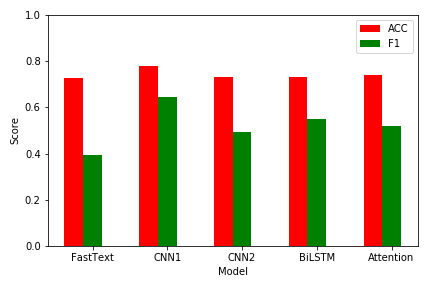 1.0
0.8
0.6
0.4
0.2
0.0
Score
ACC
F1
FastText CNN1 CNN2 BiLSTM Attention
Model